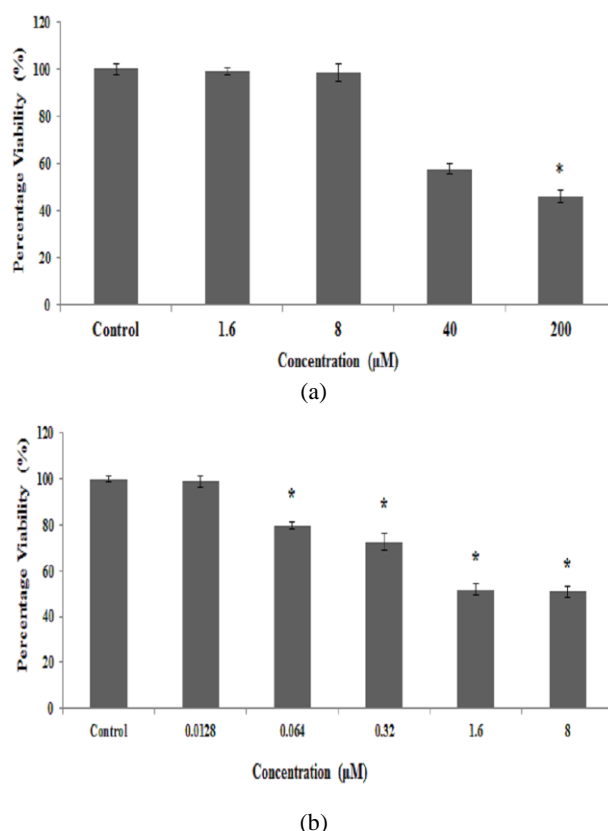 Percentage Viability (%)
120
100
80
60
40
20
0
*
Control 1.6 8 40 200
Concentration (µM)
(a)
Percentage Viability (%)
120
100
80
60
40
20
0
* * * *
Control 0.0128 0.064 0.32 1.6 8
Concentration (µM)
(b)